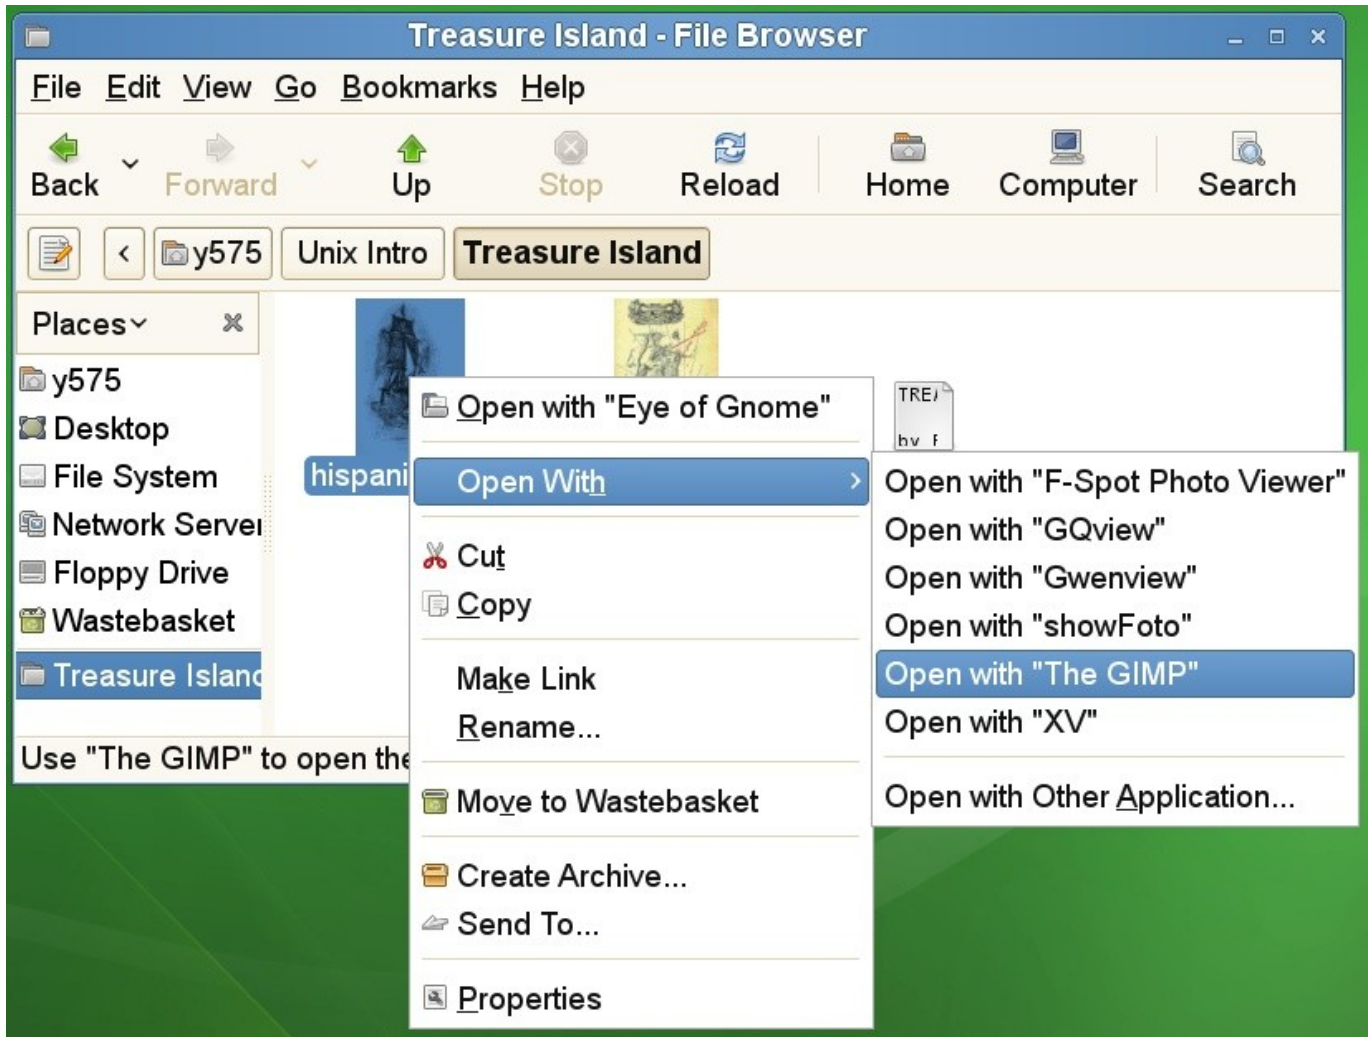 Treasure Island - File Browser
File Edit View Go Bookmarks Help
Back Forward Up Stop Reload Home Computer Search
y575 Unix Intro Treasure Island
Places
y575
Desktop
File System
Network Server
Floppy Drive
Wastebasket
Treasure Island
Use "The GIMP" to open the
hispani
TREA
by
Open with "Eye of Gnome"
Open With
Cut
Copy
Make Link
Rename...
Move to Wastebasket
Create Archive...
Send To...
Properties
Open with "F-Spot Photo Viewer"
Open with "GQview"
Open with "Gwenview"
Open with "showFoto"
Open with "The GIMP"
Open with "XV"
Open with Other Application...